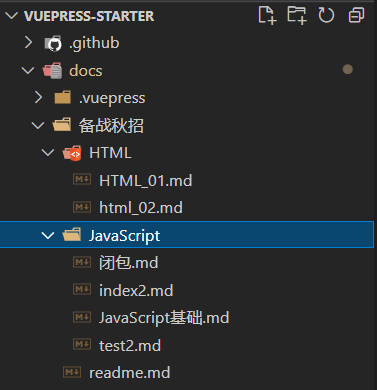 VUEPRESS-STARTER
.github
docs
.vuepress
备战秋招
HTML
HTML_01.md
html_02.md
JavaScript
闭包.md
index2.md
JavaScript基础.md
test2.md
readme.md